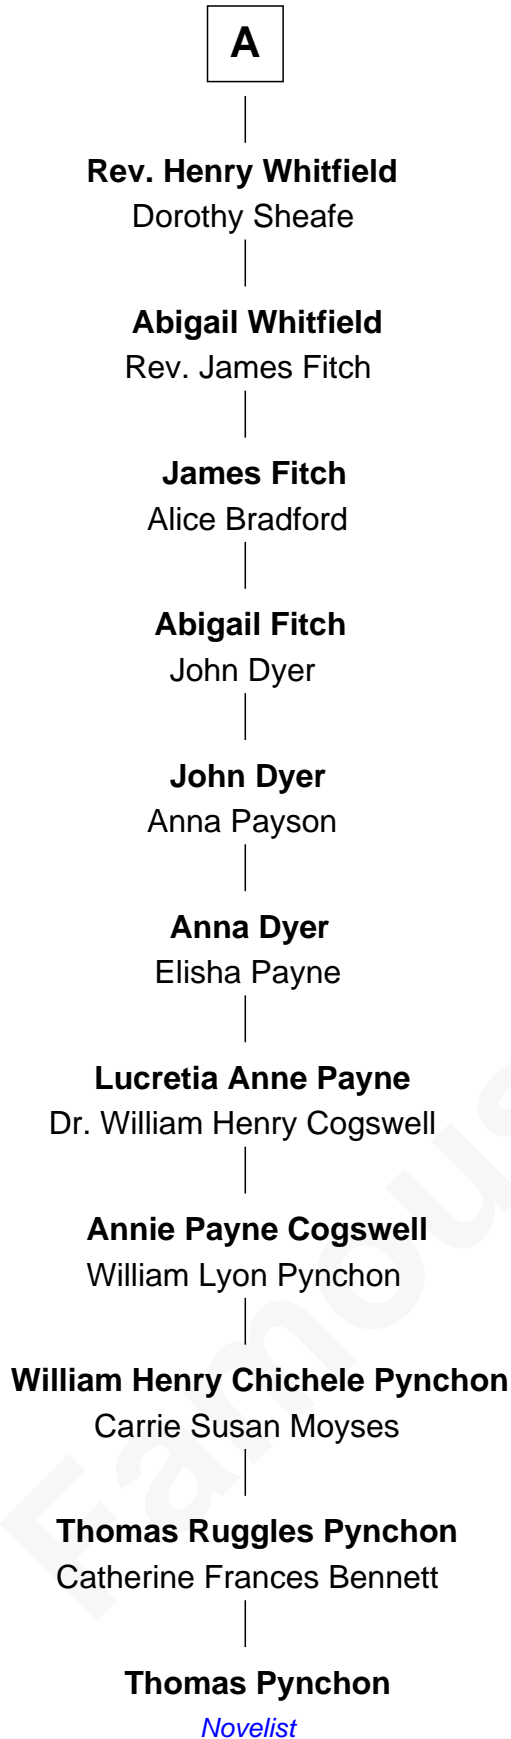 A
Rev. Henry Whitfield
Dorothy Sheafe
Abigail Whitfield
Rev. James Fitch
James Fitch
Alice Bradford
Abigail Fitch
John Dyer
John Dyer
Anna Payson
Anna Dyer
Elisha Payne
Lucretia Anne Payne
Dr. William Henry Cogswell
Annie Payne Cogswell
William Lyon Pynchon
William Henry Chichele Pynchon
Carrie Susan Moyses
Thomas Ruggles Pynchon
Catherine Frances Bennett
Thomas Pynchon
Novelist
Famous